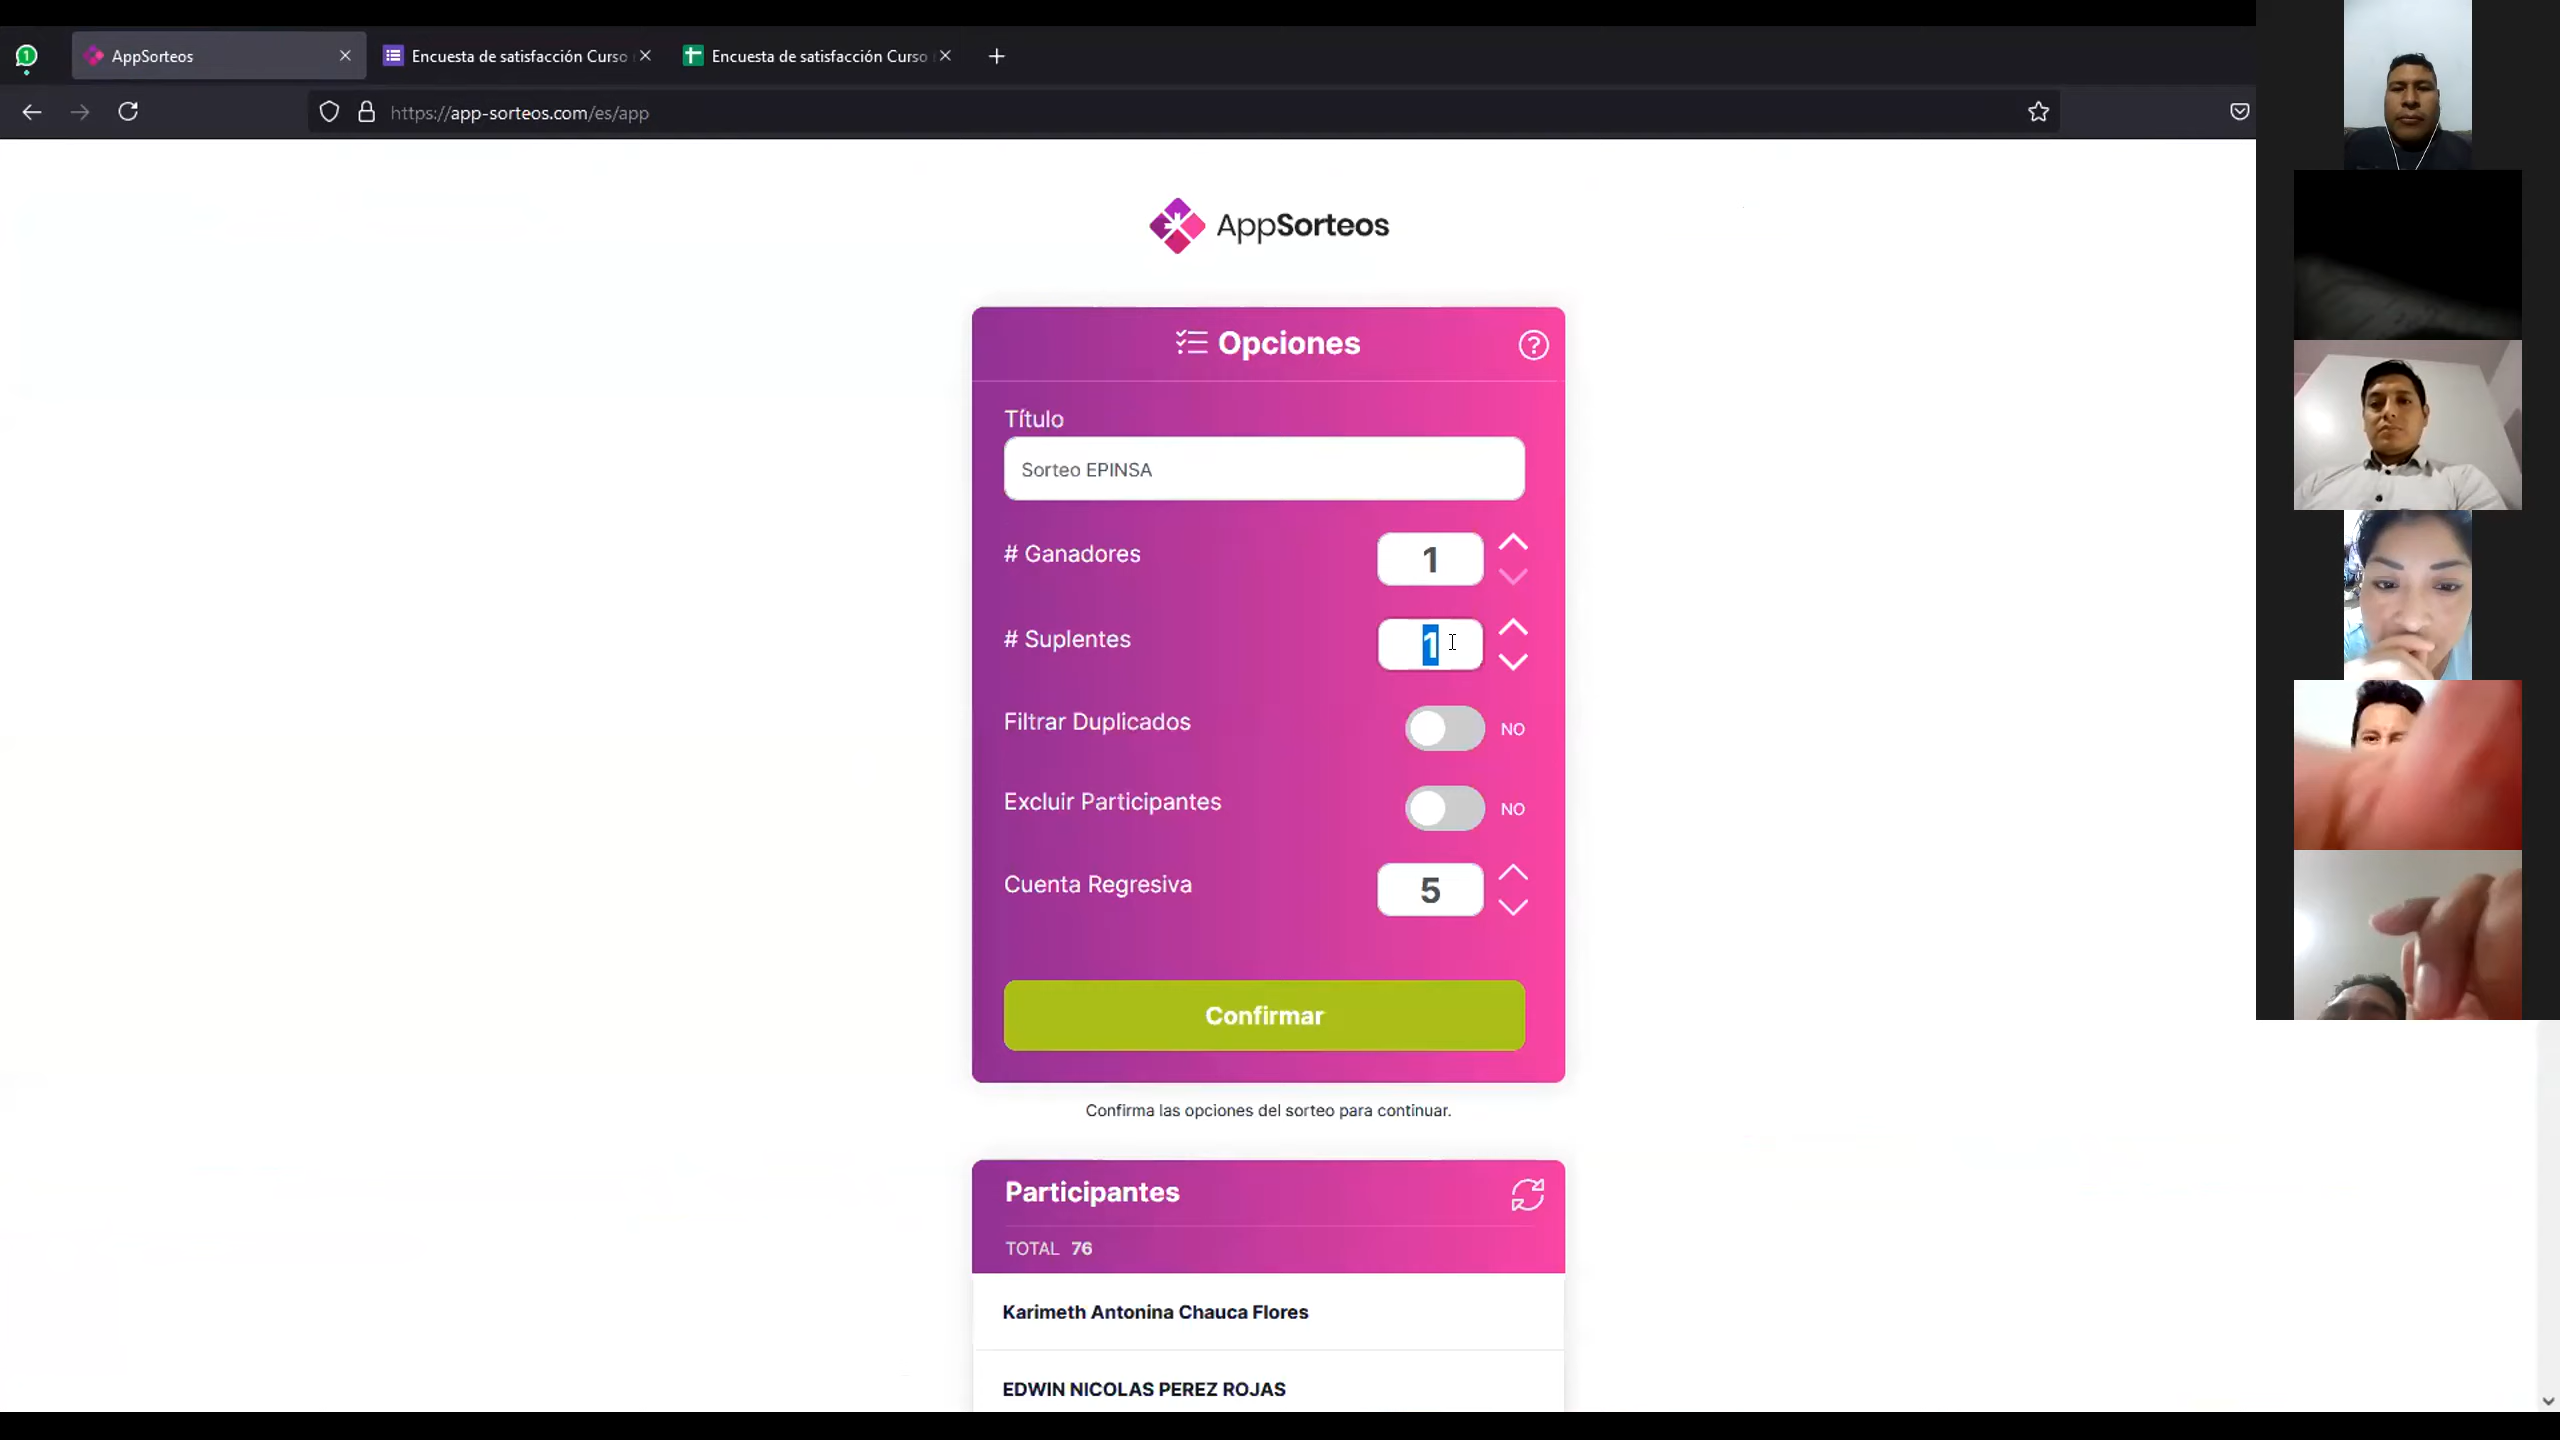 1
AppSorteos
Encuesta de satisfacción Curso
Encuesta de satisfacción Curso
https://app-sorteos.com/es/app
AppSorteos
Opciones
?
Título
Sorteo EPINSA
# Ganadores
1
# Suplentes
1
Filtrar Duplicados
NO
Excluir Participantes
NO
Cuenta Regresiva
5
Confirmar
Confirma las opciones del sorteo para continuar.
Participantes
TOTAL 76
Karimeth Antonina Chauca Flores
EDWIN NICOLAS PEREZ ROJAS